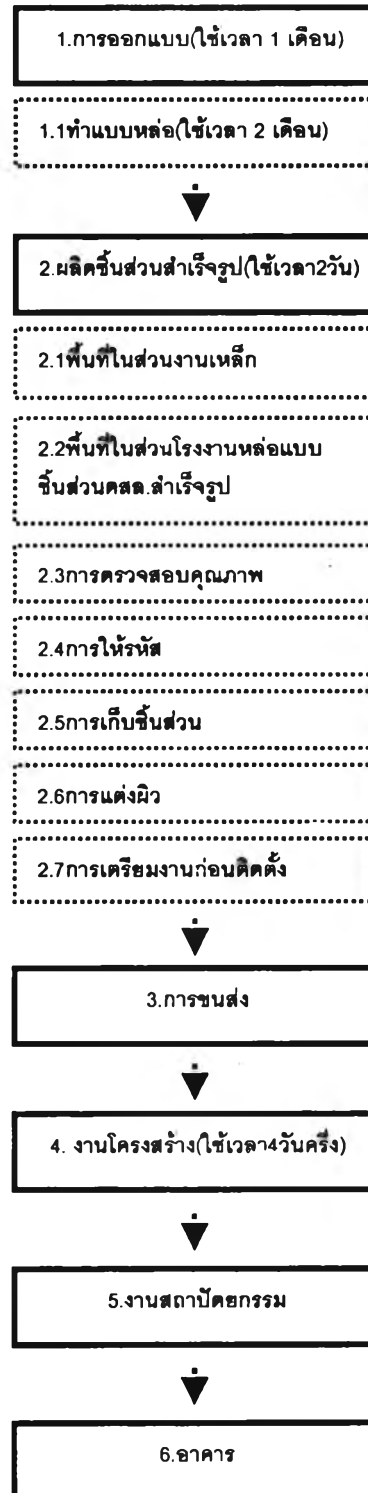 1.การออกแบบ(ใช้เวลา 1 เดือน)
1.1ทำแบบหล่อ(ใช้เวลา 2 เดือน)
2.ผลิตชิ้นส่วนสำเร็จรูป(ใช้เวลา2วัน)
2.1พื้นที่ในส่วนงานเหล็ก
2.2พื้นที่ในส่วนโรงงานหล่อแบบ
ชิ้นส่วนคสล.สำเร็จรูป
2.3การตรวจสอบคุณภาพ
2.4การให้รหัส
2.5การเก็บชิ้นส่วน
2.6การแต่งผิว
2.7การเตรียมงานก่อนติดตั้ง
3.การขนส่ง
4. งานโครงสร้าง(ใช้เวลา4วันครึ่ง)
5.งานสถาปัตยกรรม
6.อาคาร